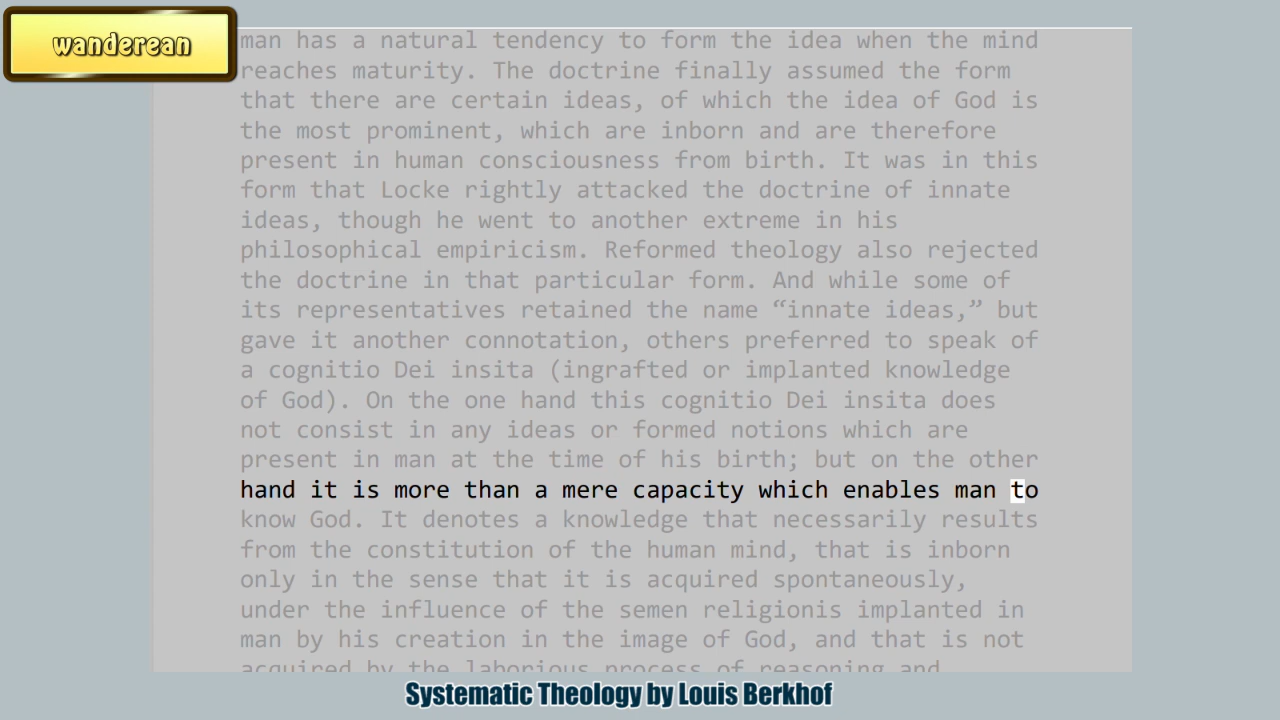 wanderean
man has a natural tendency to form the idea when the mind
reaches maturity. The doctrine finally assumed the form
that there are certain ideas, of which the idea of God is
the most prominent, which are inborn and are therefore
present in human consciousness from birth. It was in this
form that Locke rightly attacked the doctrine of innate
ideas, though he went to another extreme in his
philosophical empiricism. Reformed theology also rejected
the doctrine in that particular form. And while some of
its representatives retained the name “innate ideas,” but
gave it another connotation, others preferred to speak of
a cognitio Dei insita (ingrafted or implanted knowledge
of God). On the one hand this cognitio Dei insita does
not consist in any ideas or formed notions which are
present in man at the time of his birth; but on the other
hand it is more than a mere capacity which enables man to
know God. It denotes a knowledge that necessarily results
from the constitution of the human mind, that is inborn
only in the sense that it is acquired spontaneously,
under the influence of the semen religionis implanted in
man by his creation in the image of God, and that is not
acquired by the laborious process of reasoning and
Systematic Theology by Louis Berkhof